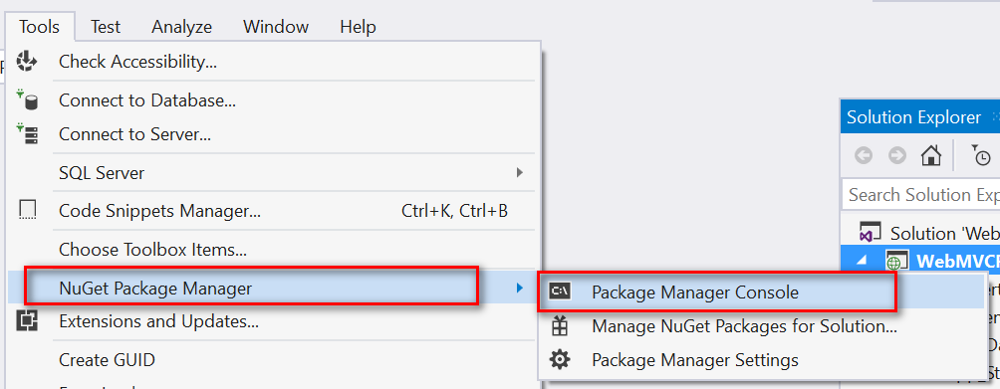 Tools Test Analyze Window Help
Check Accessibility...
Connect to Database...
Connect to Server...
SQL Server
Code Snippets Manager... Ctrl+K, Ctrl+B
Choose Toolbox Items...
NuGet Package Manager
Extensions and Updates...
Create GUID
C:\ Package Manager Console
Manage NuGet Packages for Solution...
Package Manager Settings
Solution Explorer
Search Solution Exp
Solution 'Web
WebMVC